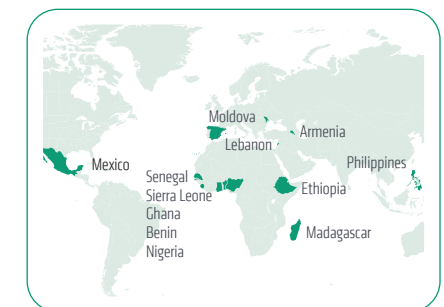 Moldova
Armenia
Lebanon
Mexico
Philippines
Senegal
Sierra Leone
Ghana
Benin
Nigeria
Ethiopia
Madagascar